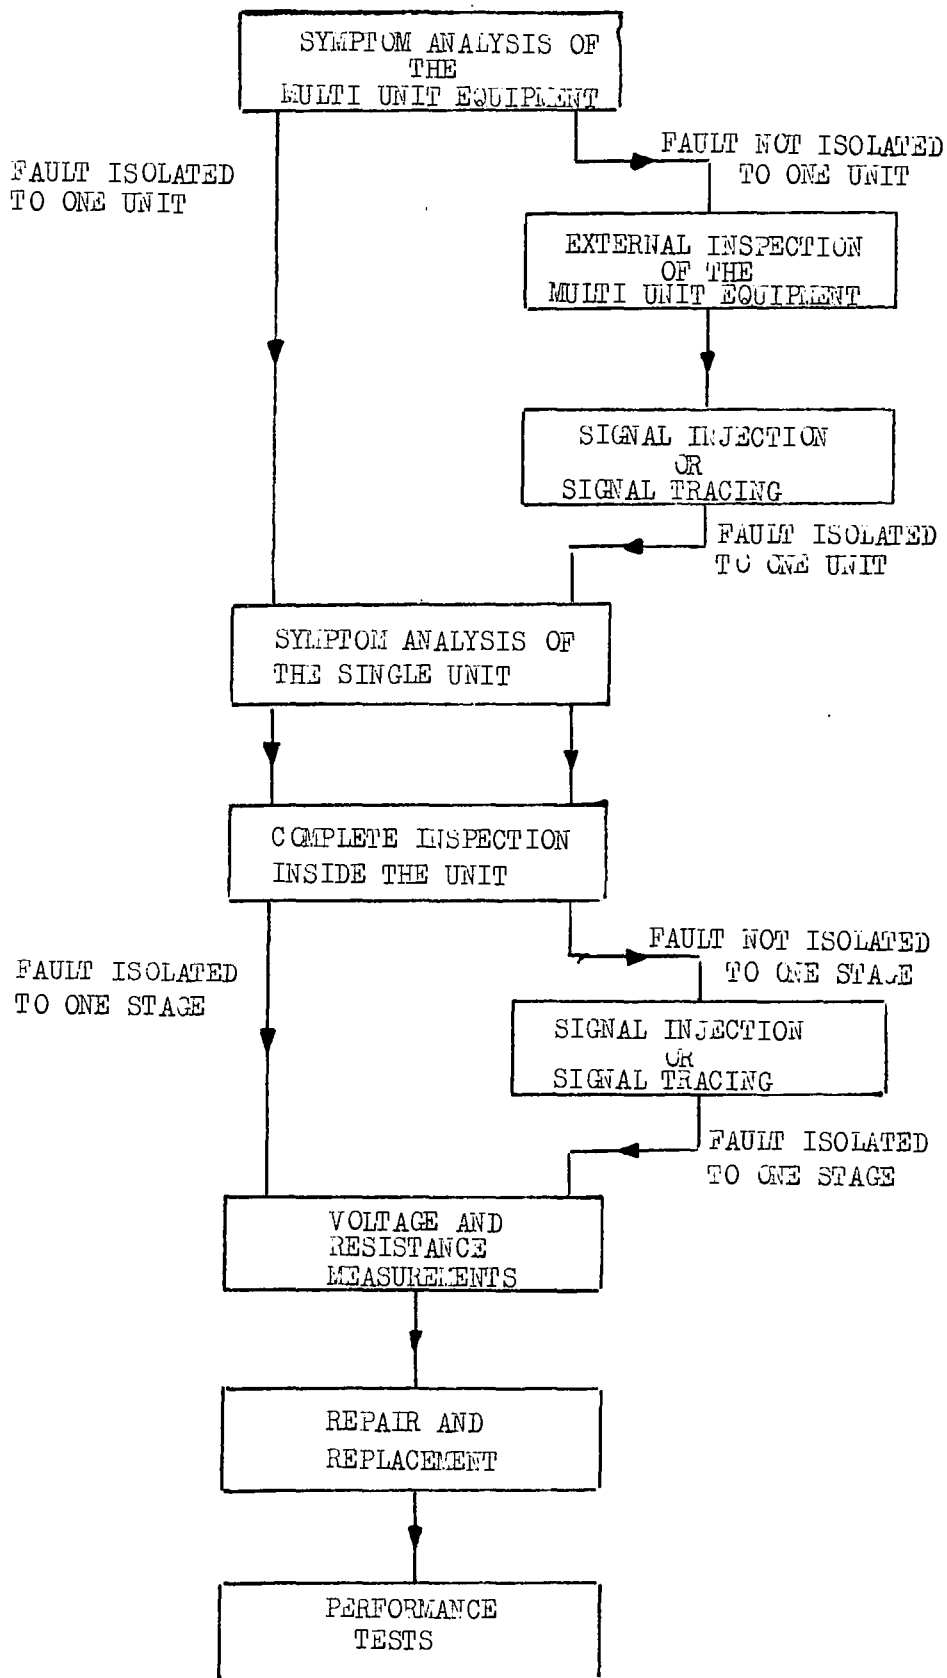 SYMPTOM ANALYSIS OF
THE
MULTI UNIT EQUIPMENT
FAULT ISOLATED
TO ONE UNIT
FAULT NOT ISOLATED
TO ONE UNIT
EXTERNAL INSPECTION
OF THE
MULTI UNIT EQUIPMENT
SIGNAL INJECTION
OR
SIGNAL TRACING
FAULT ISOLATED
TO ONE UNIT
SYMPTOM ANALYSIS OF
THE SINGLE UNIT
COMPLETE INSPECTION
INSIDE THE UNIT
FAULT ISOLATED
TO ONE STAGE
FAULT NOT ISOLATED
TO ONE STAGE
SIGNAL INJECTION
OR
SIGNAL TRACING
FAULT ISOLATED
TO ONE STAGE
VOLTAGE AND
RESISTANCE
MEASUREMENTS
REPAIR AND
REPLACEMENT
PERFORMANCE
TESTS